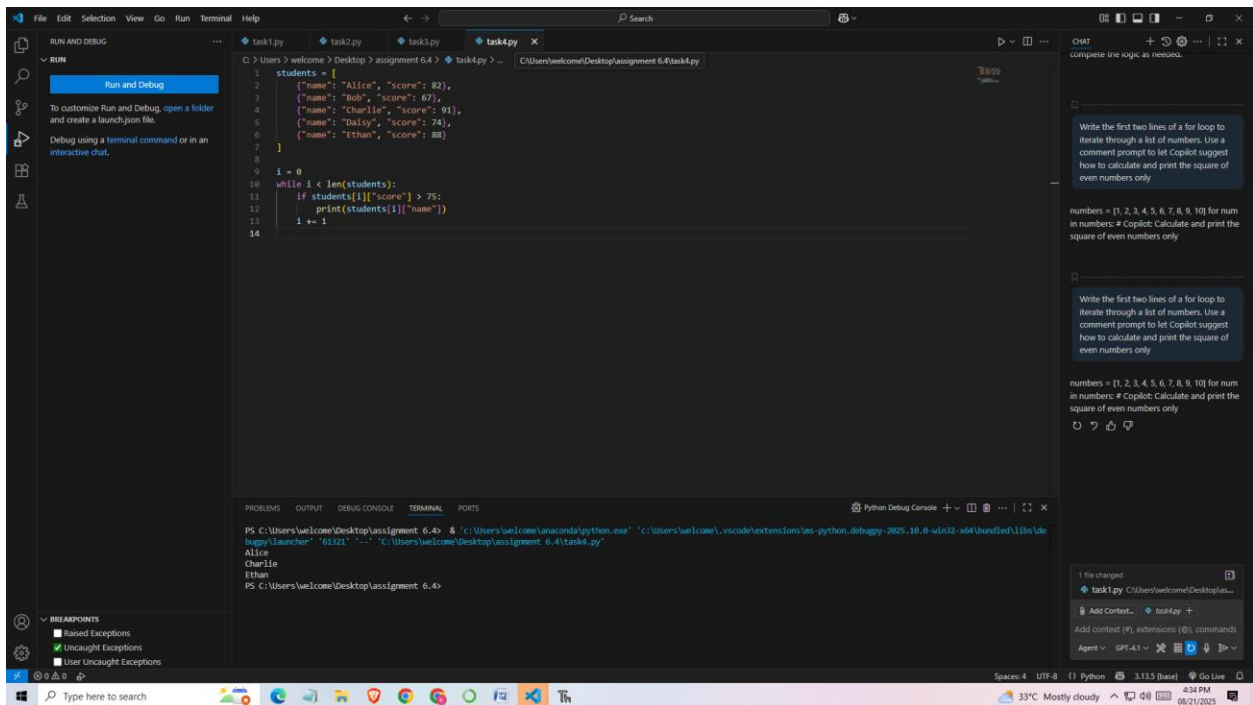 File Edit Selection View Go Run Terminal Help
Search
RUN AND DEBUG
RUN
Run and Debug
To customize Run and Debug, open a folder
and create a launch.json file.
Debug using a terminal command or in an
interactive chat.
task1.py task2.py task3.py task4.py
C: > Users > welcome > Desktop > assignment 6.4 > task4.py > ...
C:\Users\welcome\Desktop\assignment 6.4\task4.py
1 students = [
2 {"name": "Alice", "score": 82},
3 {"name": "Bob", "score": 67},
4 {"name": "Charlie", "score": 91},
5 {"name": "Daisy", "score": 74},
6 {"name": "Ethan", "score": 88}
7 ]
8
9 i = 0
10 while i < len(students):
11 if students[i]["score"] > 75:
12 print(students[i]["name"])
13 i += 1
14
PROBLEMS OUTPUT DEBUG CONSOLE TERMINAL PORTS
Python Debug Console
PS C:\Users\welcome\Desktop\assignment 6.4> & 'c:\Users\welcome\anaconda\python.exe' 'c:\Users\welcome\.vscode\extensions\ms-python.debugpy-2025.10.0-win32-x64\bundled\libs\de
bugpy\launcher' '61321' '--' 'C:\Users\welcome\Desktop\assignment 6.4\task4.py'
Alice
Charlie
Ethan
PS C:\Users\welcome\Desktop\assignment 6.4>
BREAKPOINTS
Raised Exceptions
Uncaught Exceptions
User Uncaught Exceptions
CHAT
complete the logic as needed.
Write the first two lines of a for loop to
iterate through a list of numbers. Use a
comment prompt to let Copilot suggest
how to calculate and print the square of
even numbers only
numbers = [1, 2, 3, 4, 5, 6, 7, 8, 9, 10] for num
in numbers: # Copilot: Calculate and print the
square of even numbers only
Write the first two lines of a for loop to
iterate through a list of numbers. Use a
comment prompt to let Copilot suggest
how to calculate and print the square of
even numbers only
numbers = [1, 2, 3, 4, 5, 6, 7, 8, 9, 10] for num
in numbers: # Copilot: Calculate and print the
square of even numbers only
1 file changed
task1.py C:\Users\welcome\Desktop\as...
Add Context... task4.py +
Add context (#), extensions (@), commands
Agent GPT-4.1
0 0 0
Spaces: 4 UTF-8 {} Python 3.13.5 (base) Go Live
Type here to search
33°C Mostly cloudy
4:34 PM
08/21/2025